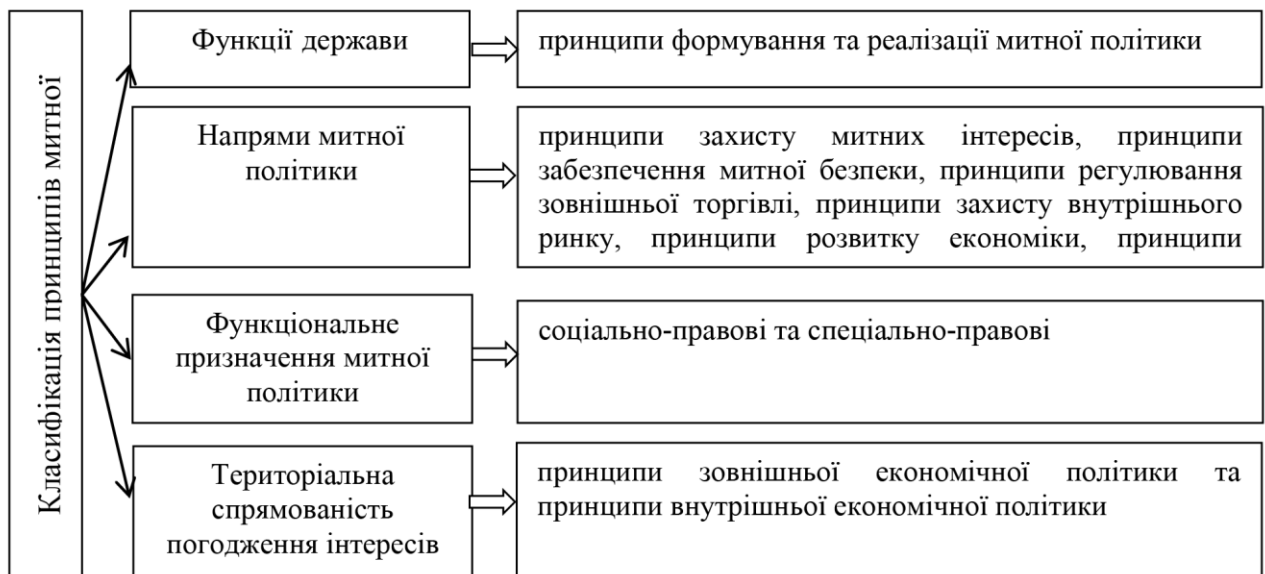 Класифікація принципів митної
Функції держави
принципи формування та реалізації митної політики
Напрями митної
політики
принципи захисту митних інтересів, принципи
забезпечення митної безпеки, принципи регулювання
зовнішньої торгівлі, принципи захисту внутрішнього
ринку, принципи розвитку економіки, принципи
Функціональне
призначення митної
політики
соціально-правові та спеціально-правові
Територіальна
спрямованість
погодження інтересів
принципи зовнішньої економічної політики та
принципи внутрішньої економічної політики